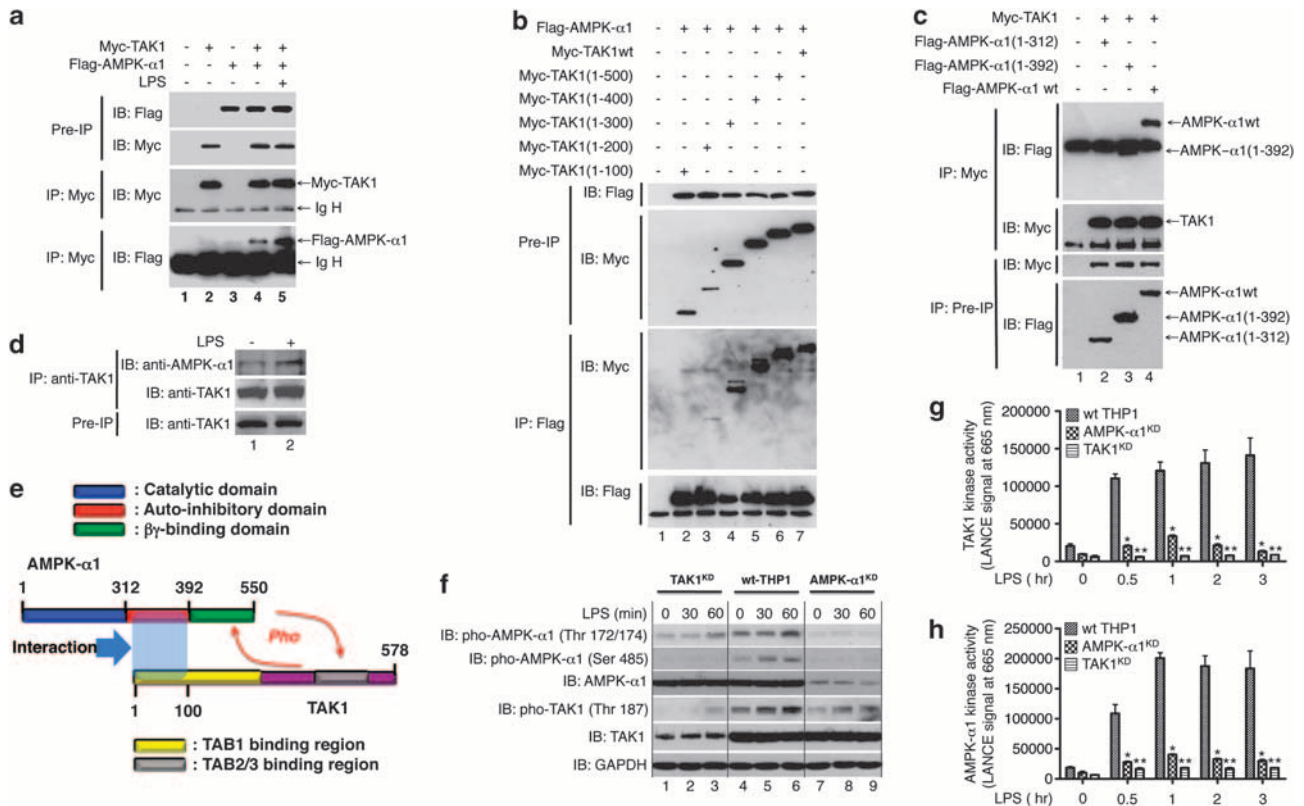 a
Myc-TAK1 - + - + +
Flag-AMPK-α1 - - + + +
LPS - - - - +
Pre-IP
IB: Flag
IB: Myc
IP: Myc
IB: Myc
←Myc-TAK1
← Ig H
IP: Myc
IB: Flag
←Flag-AMPK-α1
← Ig H
1 2 3 4 5
b
Flag-AMPK-α1 - + + + + + +
Myc-TAK1wt - - - - - - +
Myc-TAK1(1-500) - - - - - + -
Myc-TAK1(1-400) - - - - + - -
Myc-TAK1(1-300) - - - + - - -
Myc-TAK1(1-200) - - + - - - -
Myc-TAK1(1-100) - + - - - - -
Pre-IP
IB: Flag
IB: Myc
IP: Flag
IB: Myc
IB: Flag
1 2 3 4 5 6 7
c
Myc-TAK1 - + + +
Flag-AMPK-α1(1-312) - + - -
Flag-AMPK-α1(1-392) - - + -
Flag-AMPK-α1 wt - - - +
IP: Myc
IB: Flag
←AMPK-α1wt
←AMPK-α1(1-392)
IB: Myc
←TAK1
IP: Pre-IP
IB: Myc
IB: Flag
←AMPK-α1wt
←AMPK-α1(1-392)
←AMPK-α1(1-312)
1 2 3 4
d
LPS - +
IP: anti-TAK1
IB: anti-AMPK-α1
IB: anti-TAK1
Pre-IP
IB: anti-TAK1
1 2
e
: Catalytic domain
: Auto-inhibitory domain
: βγ-binding domain
AMPK-α1
1 312 392 550
Interaction
Pho
578
1 100
TAK1
: TAB1 binding region
: TAB2/3 binding region
f
TAK1KD wt-THP1 AMPK-α1KD
LPS (min) 0 30 60 0 30 60 0 30 60
IB: pho-AMPK-α1 (Thr 172/174)
IB: pho-AMPK-α1 (Ser 485)
IB: AMPK-α1
IB: pho-TAK1 (Thr 187)
IB: TAK1
IB: GAPDH
1 2 3 4 5 6 7 8 9
g
TAK1 kinase activity
(LANCE signal at 665 nm)
200000
150000
100000
50000
0
wt THP1
AMPK-α1KD
TAK1KD
* ** * ** * ** * **
LPS ( hr) 0 0.5 1 2 3
h
AMPK-α1 kinase activity
(LANCE signal at 665 nm)
250000
200000
150000
100000
50000
0
wt THP1
AMPK-α1KD
TAK1KD
* ** * ** * ** * **
LPS (hr) 0 0.5 1 2 3